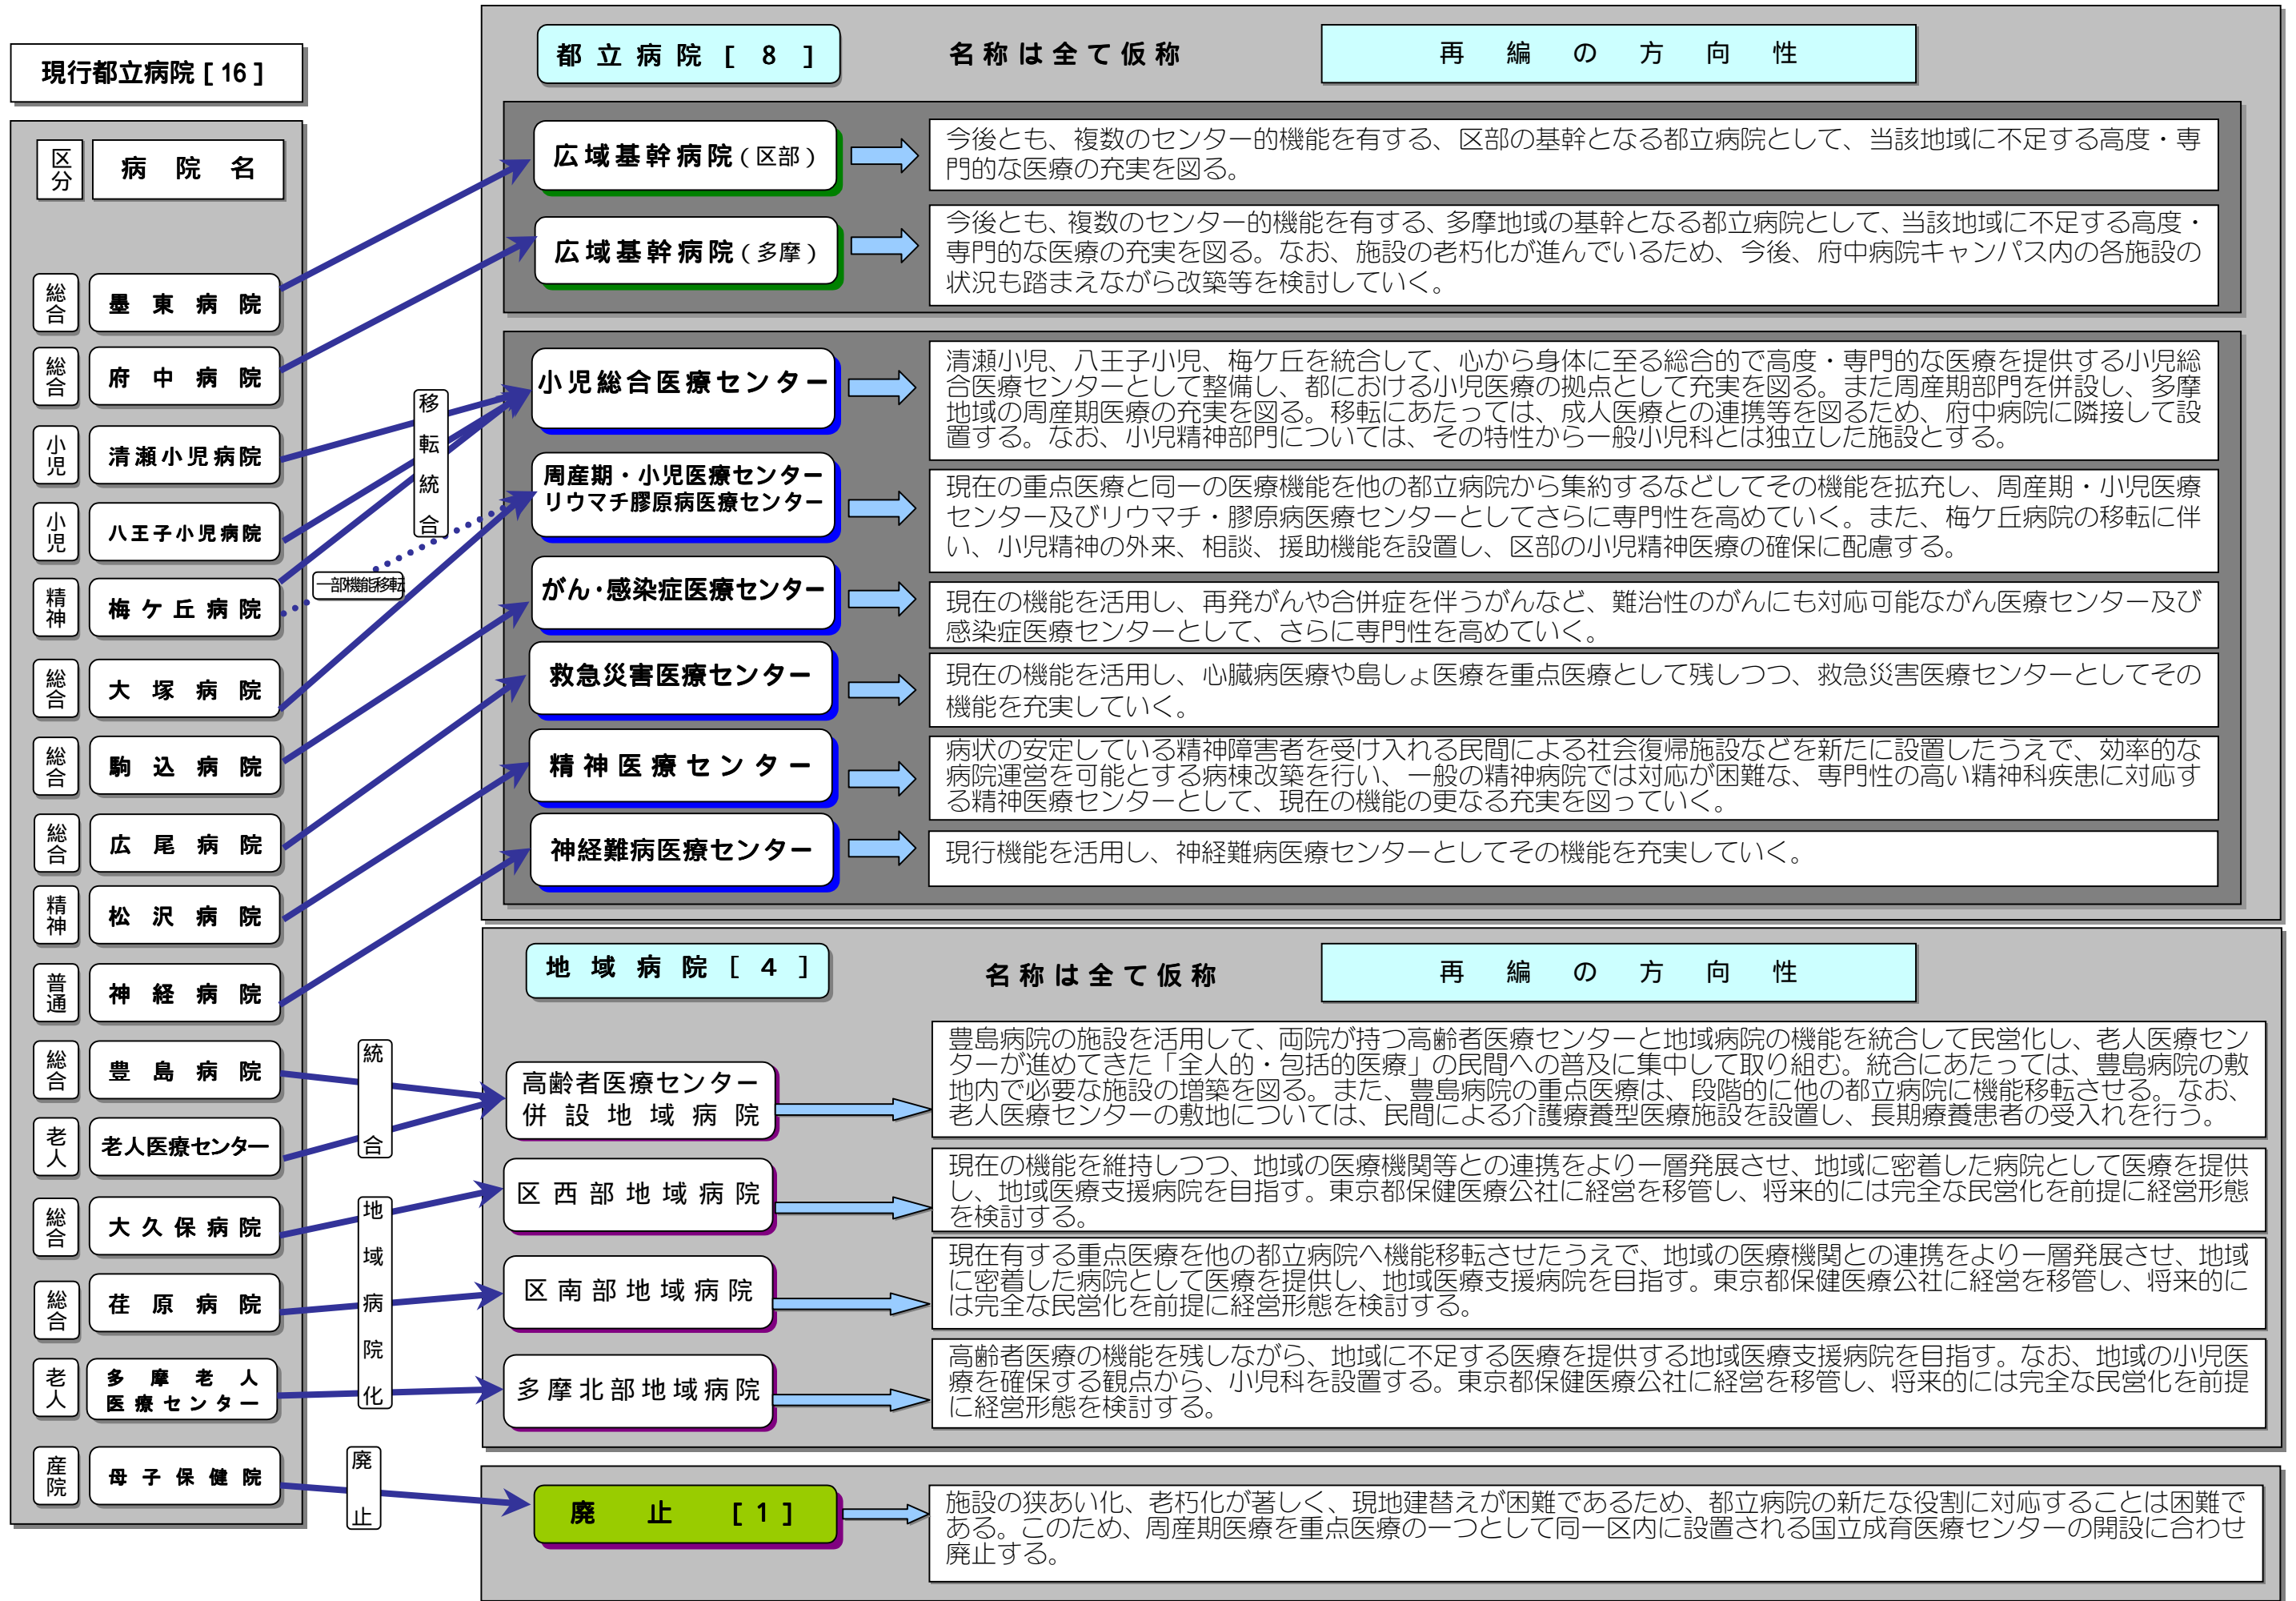 現行都立病院[16]
区分
病院名
総合
墨東病院
総合
府中病院
小児
清瀬小児病院
小児
八王子小児病院
精神
梅ケ丘病院
総合
大塚病院
総合
駒込病院
総合
広尾病院
精神
松沢病院
普通
神経病院
総合
豊島病院
老人
老人医療センター
総合
大久保病院
総合
荏原病院
老人
多摩老人
医療センター
産院
母子保健院
移転統合
一部機能移転
統合
地域病院化
廃止
都立病院[8]
名称は全て仮称
再編の方向性
広域基幹病院(区部)
今後とも、複数のセンター的機能を有する、区部の基幹となる都立病院として、当該地域に不足する高度・専
門的な医療の充実を図る。
広域基幹病院(多摩)
今後とも、複数のセンター的機能を有する、多摩地域の基幹となる都立病院として、当該地域に不足する高度・
専門的な医療の充実を図る。なお、施設の老朽化が進んでいるため、今後、府中病院キャンパス内の各施設の
状況も踏まえながら改築等を検討していく。
小児総合医療センター
清瀬小児、八王子小児、梅ケ丘を統合して、心から身体に至る総合的で高度・専門的な医療を提供する小児総
合医療センターとして整備し、都における小児医療の拠点として充実を図る。また周産期部門を併設し、多摩
地域の周産期医療の充実を図る。移転にあたっては、成人医療との連携等を図るため、府中病院に隣接して設
置する。なお、小児精神部門については、その特性から一般小児科とは独立した施設とする。
周産期・小児医療センター
リウマチ膠原病医療センター
現在の重点医療と同一の医療機能を他の都立病院から集約するなどしてその機能を拡充し、周産期・小児医療
センター及びリウマチ・膠原病医療センターとしてさらに専門性を高めていく。また、梅ケ丘病院の移転に伴
い、小児精神の外来、相談、援助機能を設置し、区部の小児精神医療の確保に配慮する。
がん・感染症医療センター
現在の機能を活用し、再発がんや合併症を伴うがんなど、難治性のがんにも対応可能ながん医療センター及び
感染症医療センターとして、さらに専門性を高めていく。
救急災害医療センター
現在の機能を活用し、心臓病医療や島しょ医療を重点医療として残しつつ、救急災害医療センターとしてその
機能を充実していく。
精神医療センター
病状の安定している精神障害者を受け入れる民間による社会復帰施設などを新たに設置したうえで、効率的な
病院運営を可能とする病棟改築を行い、一般の精神病院では対応が困難な、専門性の高い精神科疾患に対応す
る精神医療センターとして、現在の機能の更なる充実を図っていく。
神経難病医療センター
現行機能を活用し、神経難病医療センターとしてその機能を充実していく。
地域病院[4]
名称は全て仮称
再編の方向性
高齢者医療センター
併設地域病院
豊島病院の施設を活用して、両院が持つ高齢者医療センターと地域病院の機能を統合して民営化し、老人医療セン
ターが進めてきた「全人的・包括的医療」の民間への普及に集中して取り組む。統合にあたっては、豊島病院の敷
地内で必要な施設の増築を図る。また、豊島病院の重点医療は、段階的に他の都立病院に機能移転させる。なお、
老人医療センターの敷地については、民間による介護療養型医療施設を設置し、長期療養患者の受入れを行う。
区西部地域病院
現在の機能を維持しつつ、地域の医療機関等との連携をより一層発展させ、地域に密着した病院として医療を提供
し、地域医療支援病院を目指す。東京都保健医療公社に経営を移管し、将来的には完全な民営化を前提に経営形態
を検討する。
区南部地域病院
現在有する重点医療を他の都立病院へ機能移転させたうえで、地域の医療機関との連携をより一層発展させ、地域
に密着した病院として医療を提供し、地域医療支援病院を目指す。東京都保健医療公社に経営を移管し、将来的に
は完全な民営化を前提に経営形態を検討する。
多摩北部地域病院
高齢者医療の機能を残しながら、地域に不足する医療を提供する地域医療支援病院を目指す。なお、地域の小児医
療を確保する観点から、小児科を設置する。東京都保健医療公社に経営を移管し、将来的には完全な民営化を前提
に経営形態を検討する。
廃止[1]
施設の狭あい化、老朽化が著しく、現地建替えが困難であるため、都立病院の新たな役割に対応することは困難で
ある。このため、周産期医療を重点医療の一つとして同一区内に設置される国立成育医療センターの開設に合わせ
廃止する。